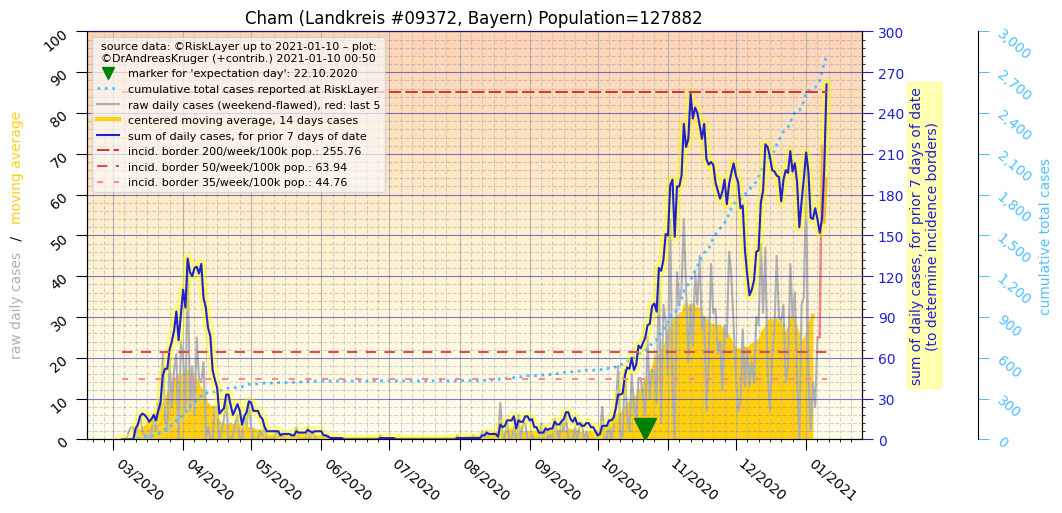 Cham (Landkreis #09372, Bayern) Population=127882
source data: ©RiskLayer up to 2021-01-10 – plot:
©DrAndreasKruger (+contrib.) 2021-01-10 00:50
marker for 'expectation day': 22.10.2020
cumulative total cases reported at RiskLayer
raw daily cases (weekend-flawed), red: last 5
centered moving average, 14 days cases
sum of daily cases, for prior 7 days of date
incid. border 200/week/100k pop.: 255.76
incid. border 50/week/100k pop.: 63.94
incid. border 35/week/100k pop.: 44.76
raw daily cases / moving average
100
90
80
70
60
50
40
30
20
10
0
300
270
240
210
180
150
120
90
60
30
0
sum of daily cases, for prior 7 days of date
(to determine incidence borders)
3,000
2,700
2,400
2,100
1,800
1,500
1,200
900
600
300
0
cumulative total cases
03/2020
04/2020
05/2020
06/2020
07/2020
08/2020
09/2020
10/2020
11/2020
12/2020
01/2021